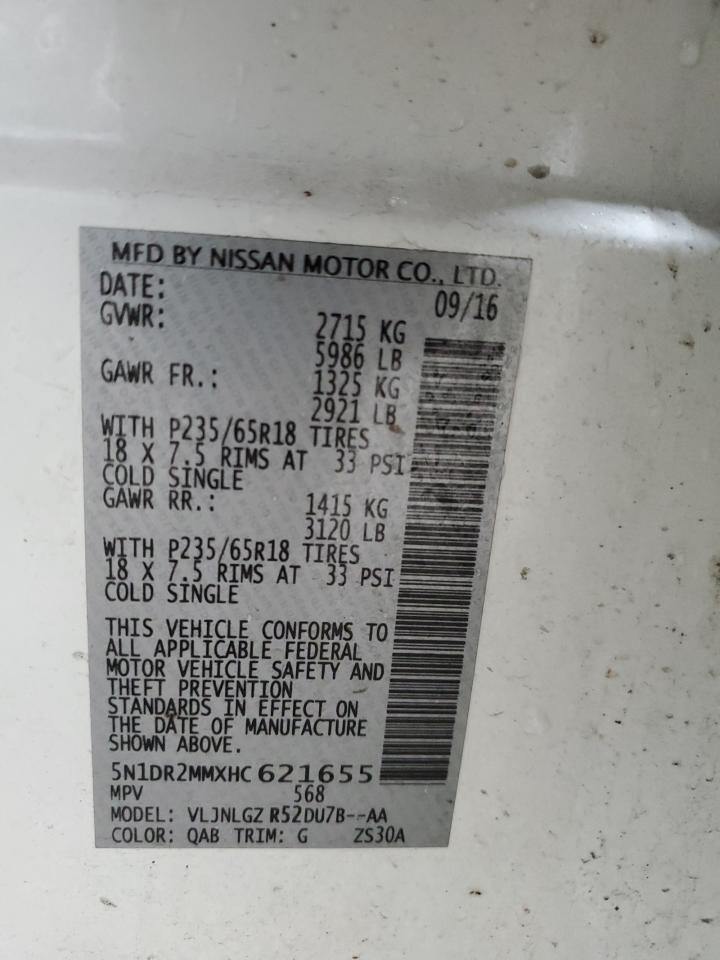 MFD BY NISSAN MOTOR CO., LTD.
DATE: 09/16
GVWR: 2715 KG
5986 LB
GAWR FR.: 1325 KG
2921 LB
WITH P235/65R18 TIRES
18 X 7.5 RIMS AT 33 PSI
COLD SINGLE
GAWR RR.: 1415 KG
3120 LB
WITH P235/65R18 TIRES
18 X 7.5 RIMS AT 33 PSI
COLD SINGLE
THIS VEHICLE CONFORMS TO
ALL APPLICABLE FEDERAL
MOTOR VEHICLE SAFETY AND
THEFT PREVENTION
STANDARDS IN EFFECT ON
THE DATE OF MANUFACTURE
SHOWN ABOVE.
5N1DR2MMXHC621655
MPV 568
MODEL: VLJNLGZ R52DU7B--AA
COLOR: QAB TRIM: G ZS30A